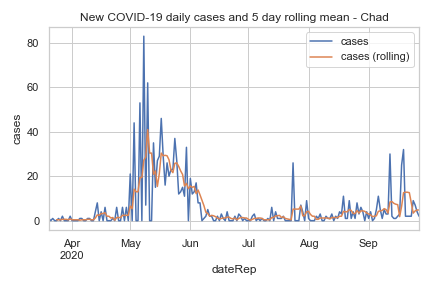 New COVID-19 daily cases and 5 day rolling mean - Chad
cases
cases (rolling)
80
60
40
20
0
cases
Apr
2020
May
Jun
Jul
Aug
Sep
dateRep